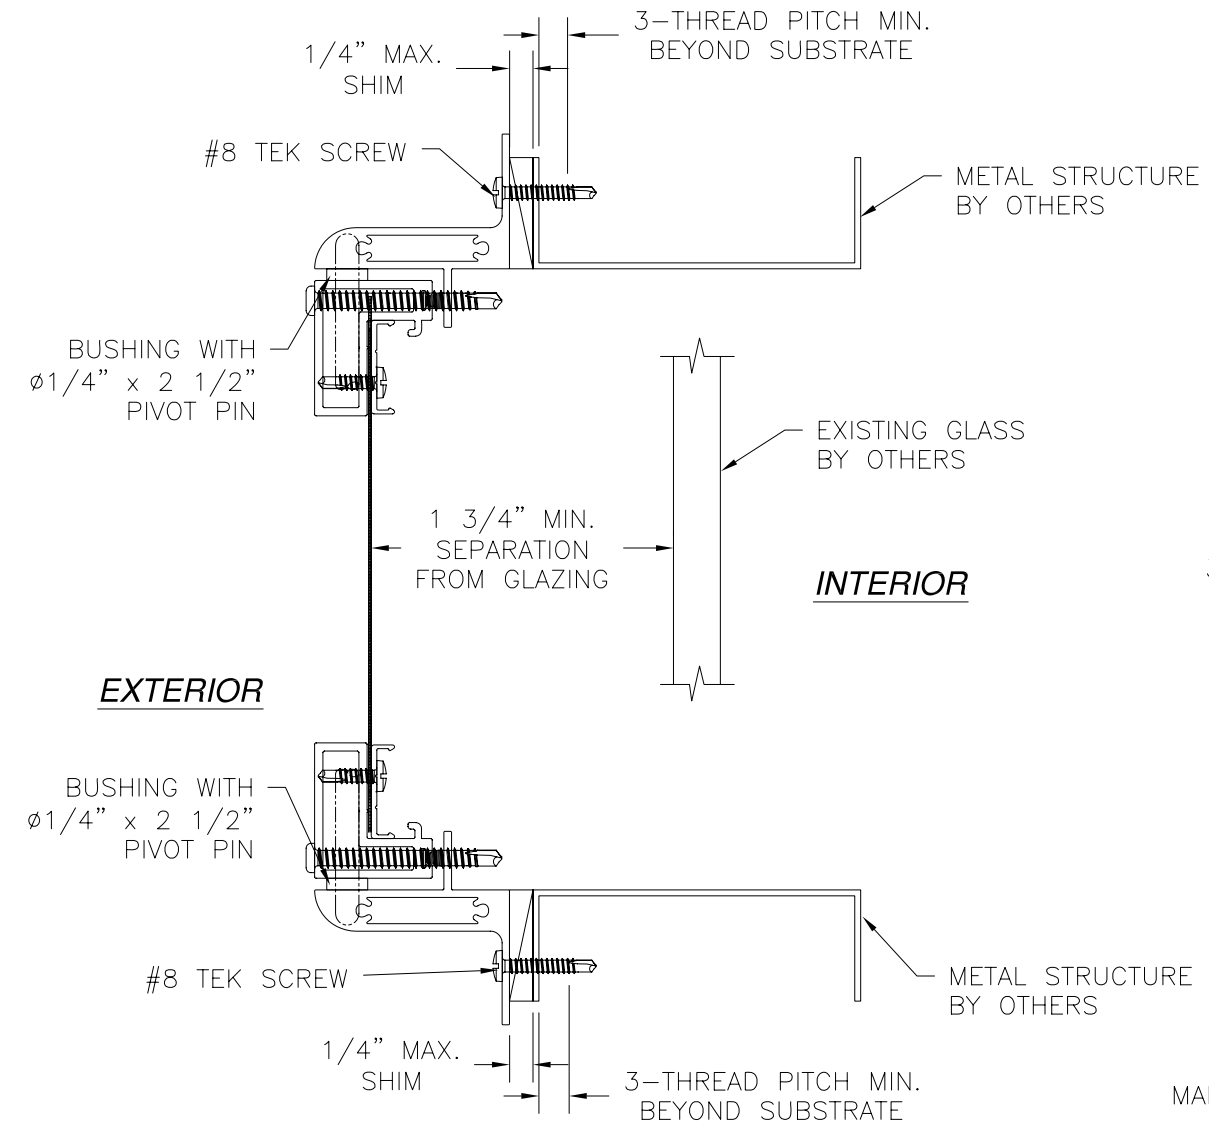 3-THREAD PITCH MIN.
BEYOND SUBSTRATE
1/4" MAX.
SHIM
#8 TEK SCREW
METAL STRUCTURE
BY OTHERS
BUSHING WITH
ø1/4" x 2 1/2"
PIVOT PIN
EXISTING GLASS
BY OTHERS
1 3/4" MIN.
SEPARATION
FROM GLAZING
INTERIOR
EXTERIOR
BUSHING WITH
ø1/4" x 2 1/2"
PIVOT PIN
#8 TEK SCREW
METAL STRUCTURE
BY OTHERS
1/4" MAX.
SHIM
3-THREAD PITCH MIN.
BEYOND SUBSTRATE